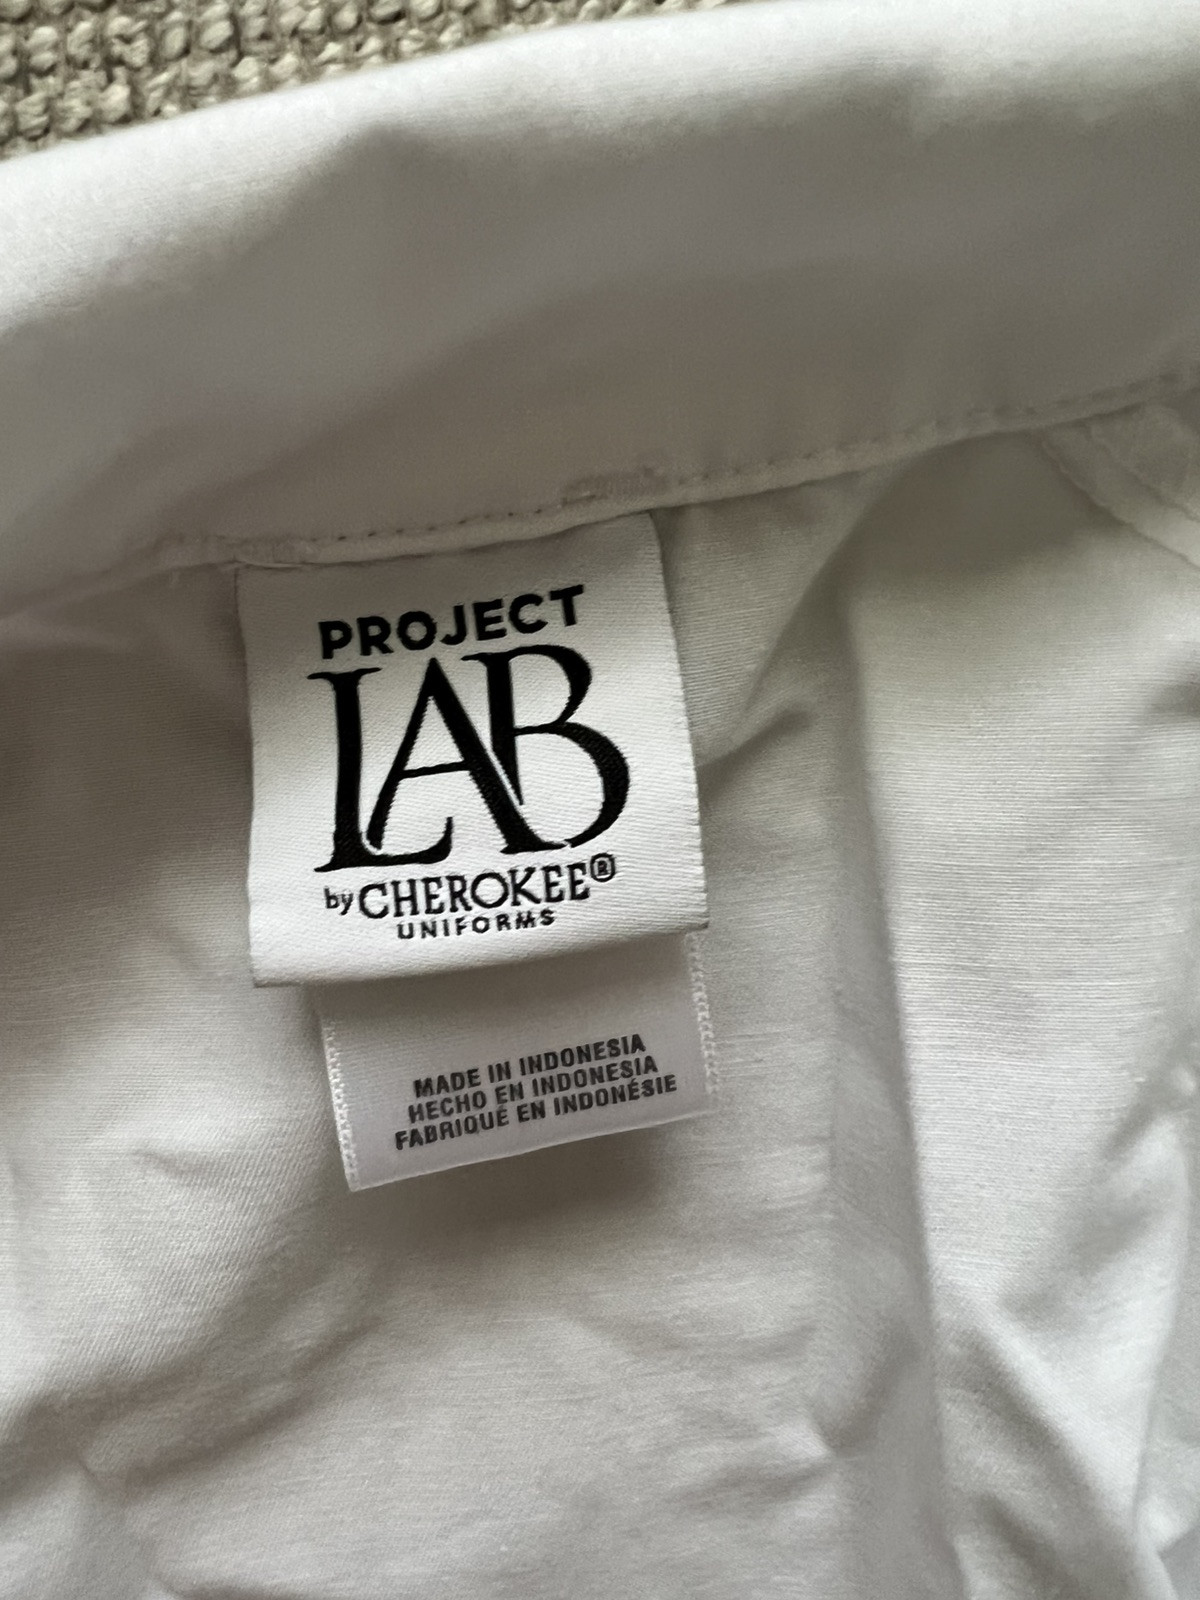 PROJECT
LAB
by CHEROKEE®
UNIFORMS
MADE IN INDONESIA
HECHO EN INDONESIA
FABRIQUÉ EN INDONÉSIE